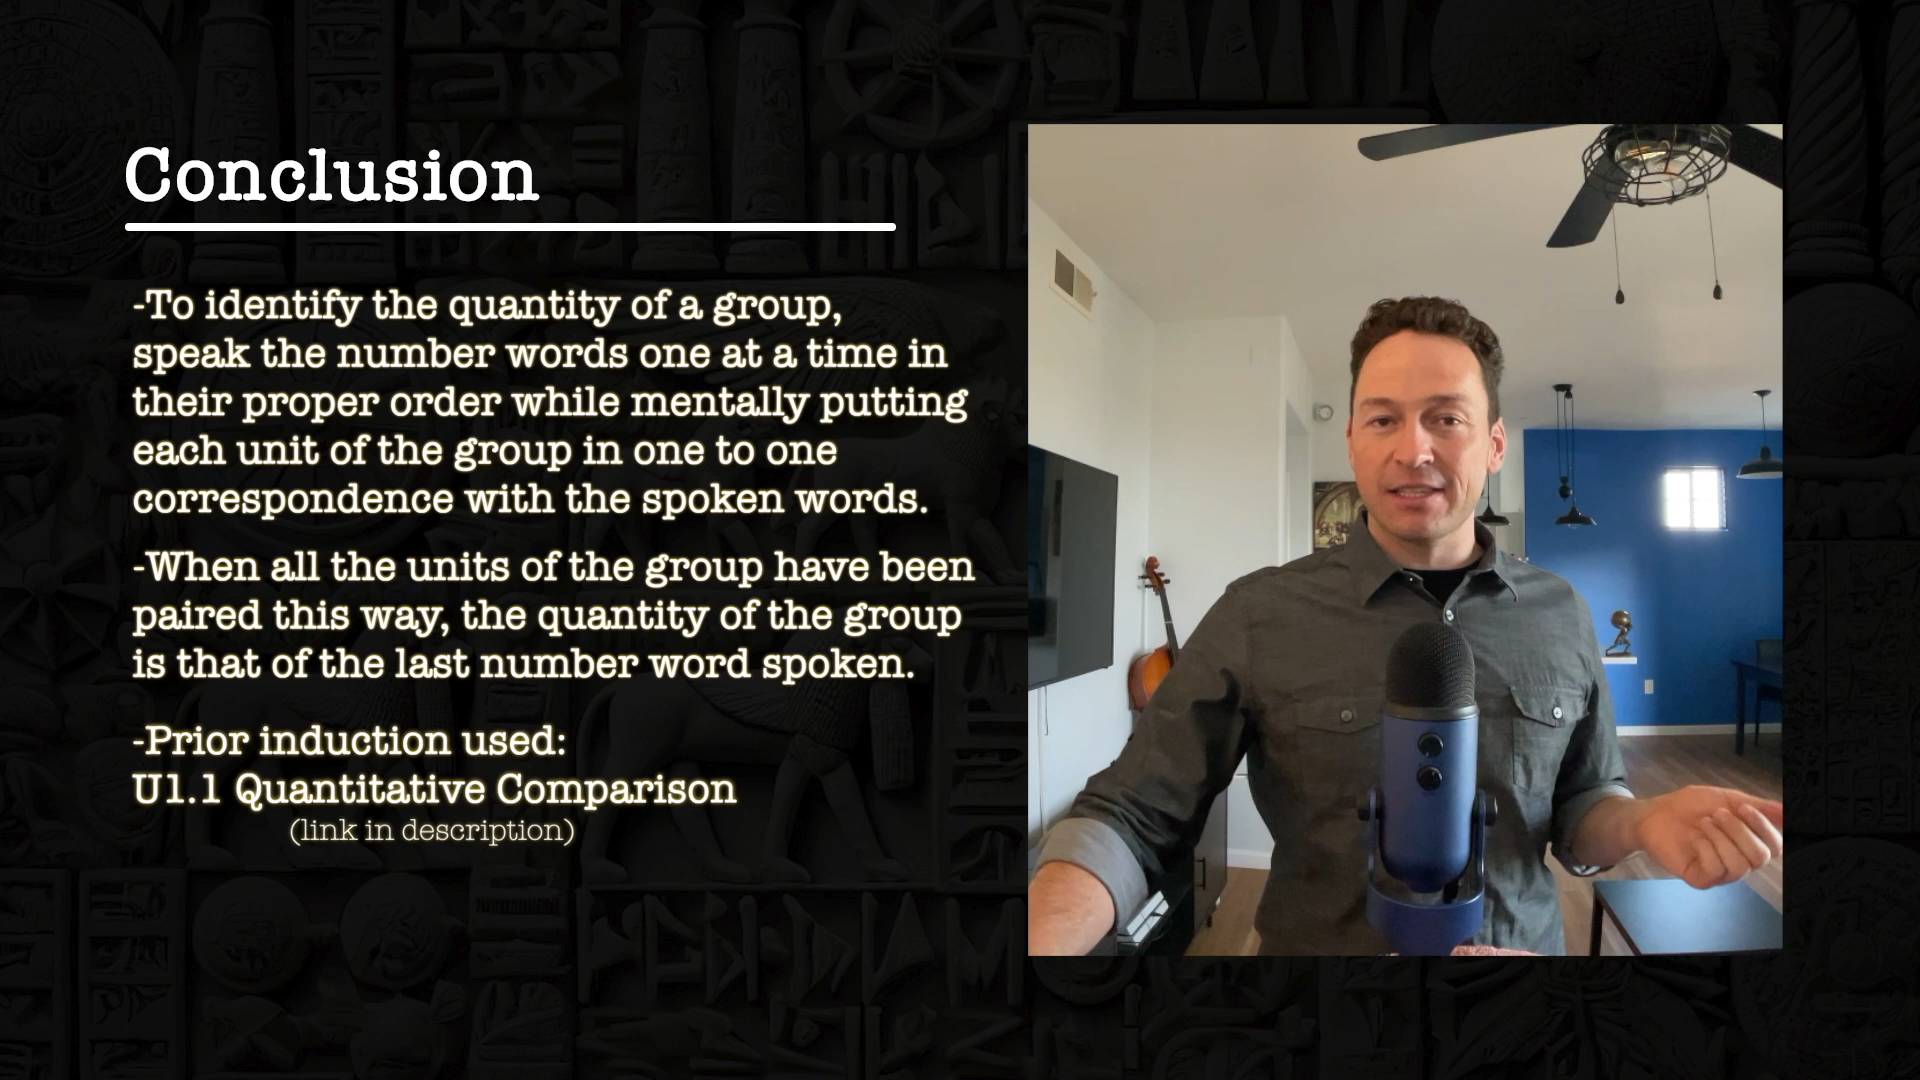 Conclusion
-To identify the quantity of a group,
speak the number words one at a time in
their proper order while mentally putting
each unit of the group in one to one
correspondence with the spoken words.
-When all the units of the group have been
paired this way, the quantity of the group
is that of the last number word spoken.
-Prior induction used:
U1.1 Quantitative Comparison
(link in description)